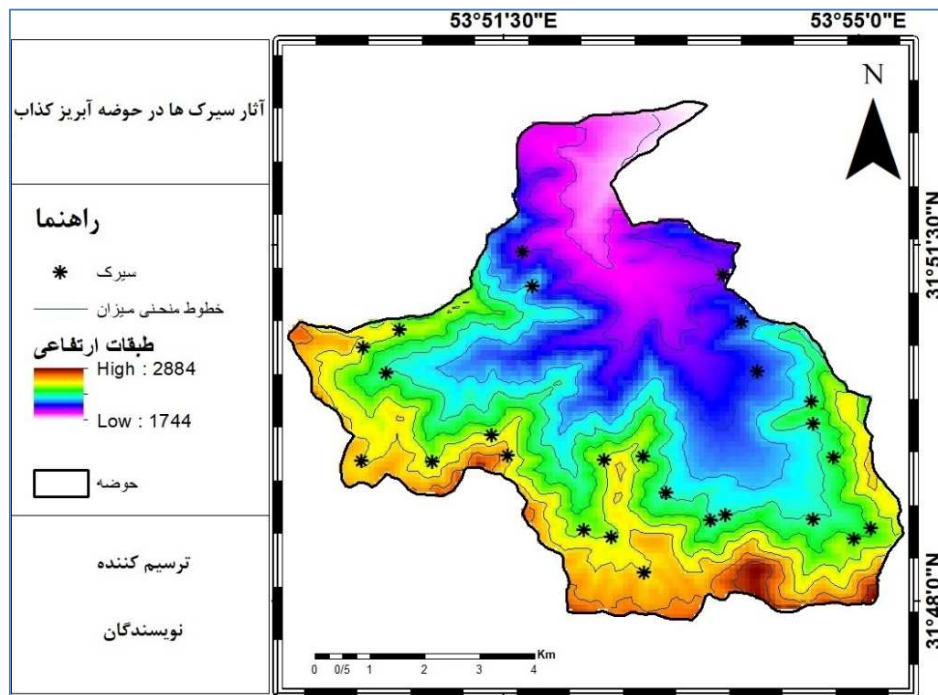 53°51'30"E
53°55'0"E
آثار سیرک ها در حوضه آبریز کذاب
N
راهنما
سیرک
خطوط منحنی میزان
طبقات ارتفاعی
High : 2884
Low : 1744
حوضه
ترسیم کننده
نویسندگان
31°51'30"N
31°48'0"N
Km
0 0/5 1 2 3 4